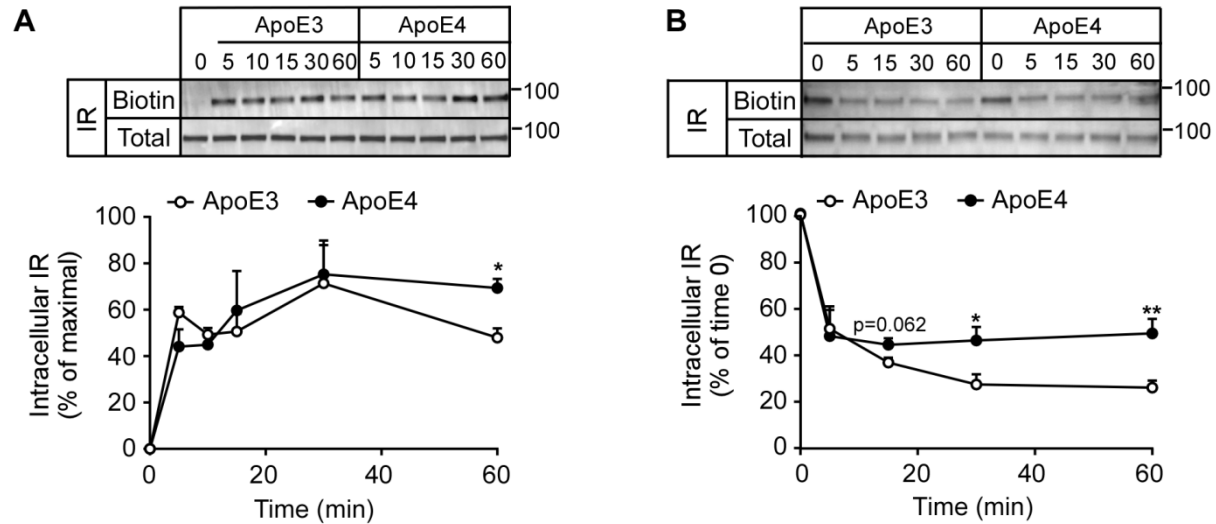 A
ApoE3 ApoE4
0 5 10 15 30 60 5 10 15 30 60
IR
Biotin
100
Total
100
ApoE3 ApoE4
Intracellular IR
(% of maximal)
100
80
60
40
20
0
*
0 20 40 60
Time (min)
B
ApoE3 ApoE4
0 5 15 30 60 0 5 15 30 60
IR
Biotin
100
Total
100
ApoE3 ApoE4
Intracellular IR
(% of time 0)
100
80
60
40
20
0
p=0.062
*
**
0 20 40 60
Time (min)